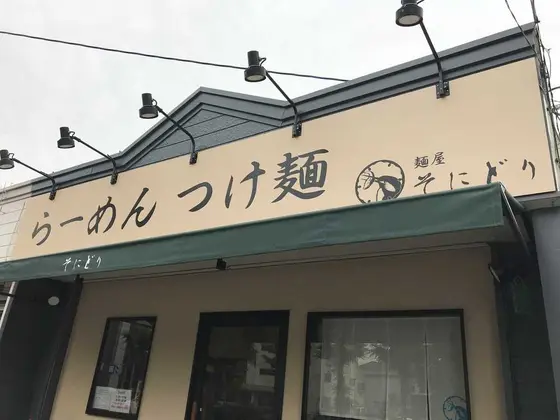 らーめん つけ麺
麺屋
そにどり
そにどり